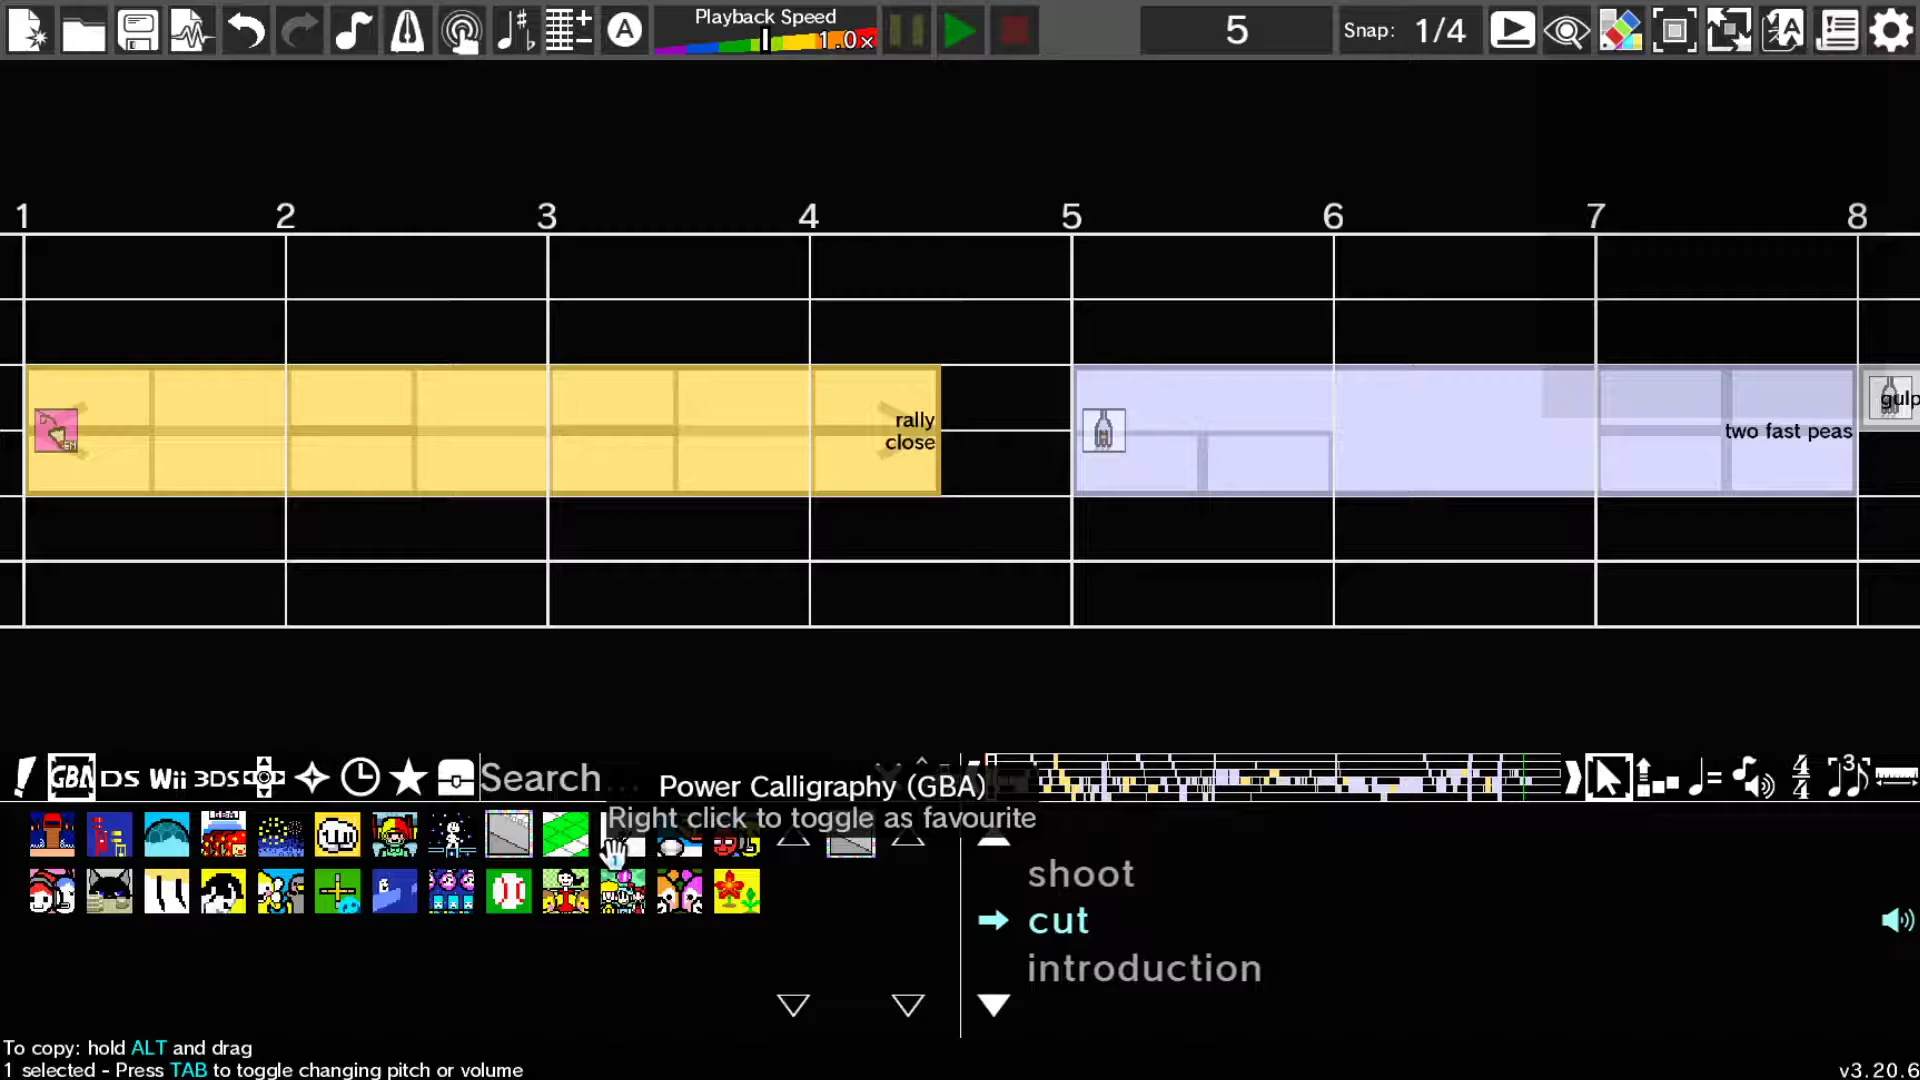 Playback Speed
1.0x
5
Snap: 1/4
A
1 2 3 4 5 6 7 8
rally
close
two fast peas
gulp
GBA DS Wii 3DS
Search...
Power Calligraphy (GBA)
Right click to toggle as favourite
shoot
cut
introduction
To copy: hold ALT and drag
1 selected - Press TAB to toggle changing pitch or volume
v3.20.6